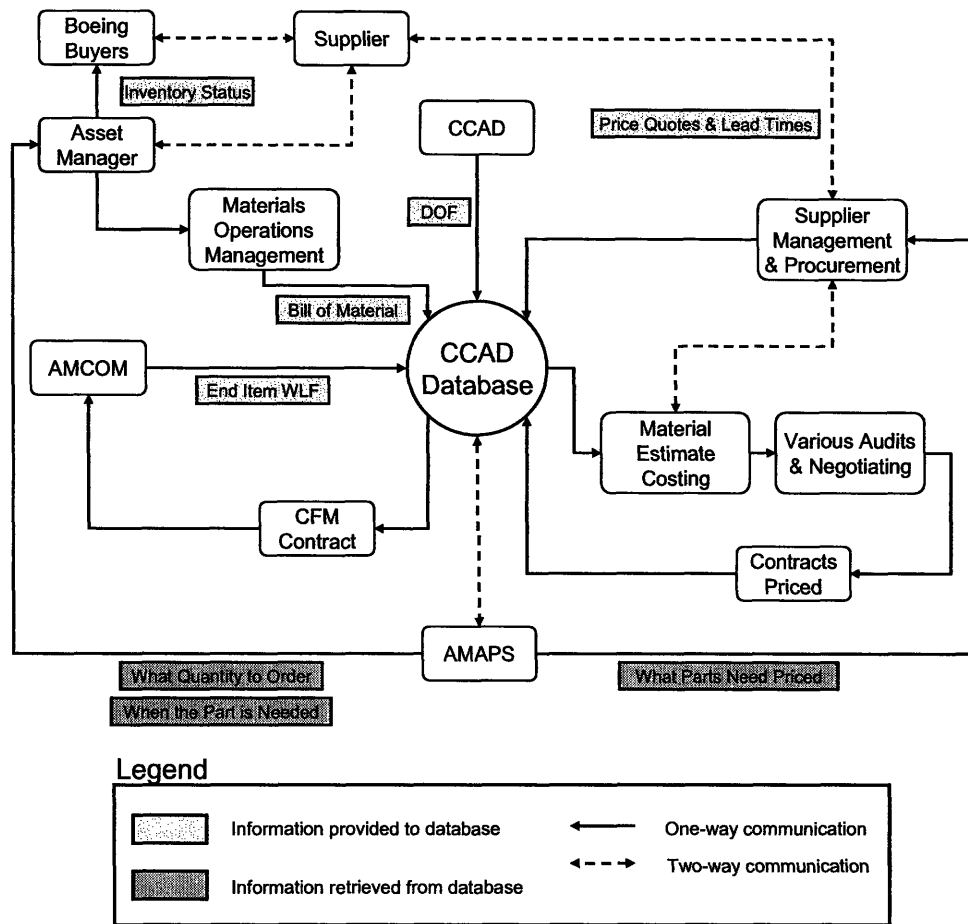 Boeing
Buyers
Supplier
Inventory Status
Asset
Manager
CCAD
Price Quotes & Lead Times
Materials
Operations
Management
DOF
Supplier
Management
& Procurement
Bill of Material
AMCOM
End Item WLF
CCAD
Database
Material
Estimate
Costing
Various Audits
& Negotiating
CFM
Contract
Contracts
Priced
AMAPS
What Quantity to Order
What Parts Need Priced
When the Part is Needed
Legend
Information provided to database
One-way communication
Two-way communication
Information retrieved from database